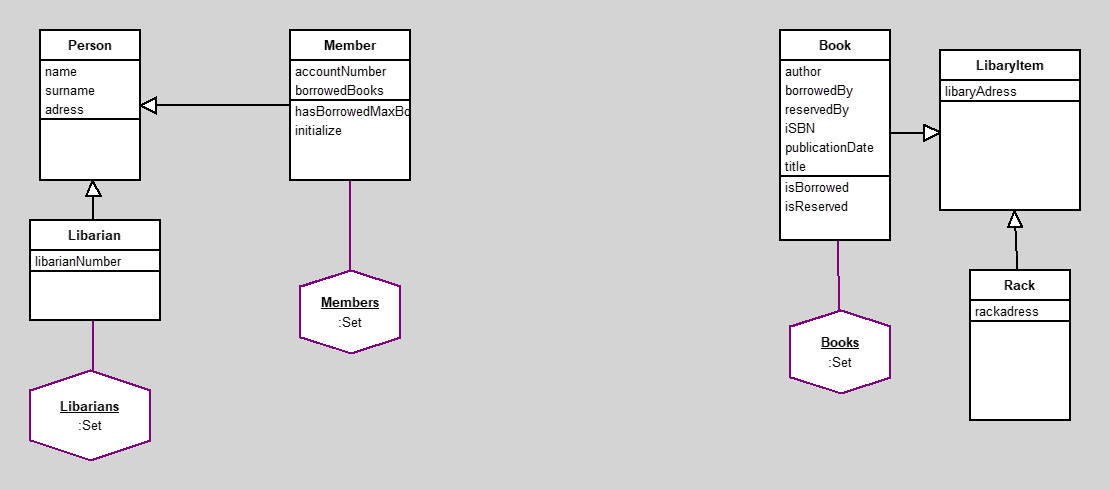 Person
name
surname
adress
Member
accountNumber
borrowedBooks
hasBorrowedMaxBo
initialize
Libarian
libarianNumber
Members
:Set
Libarians
:Set
Book
author
borrowedBy
reservedBy
iSBN
publicationDate
title
isBorrowed
isReserved
LibaryItem
libaryAdress
Rack
rackadress
Books
:Set